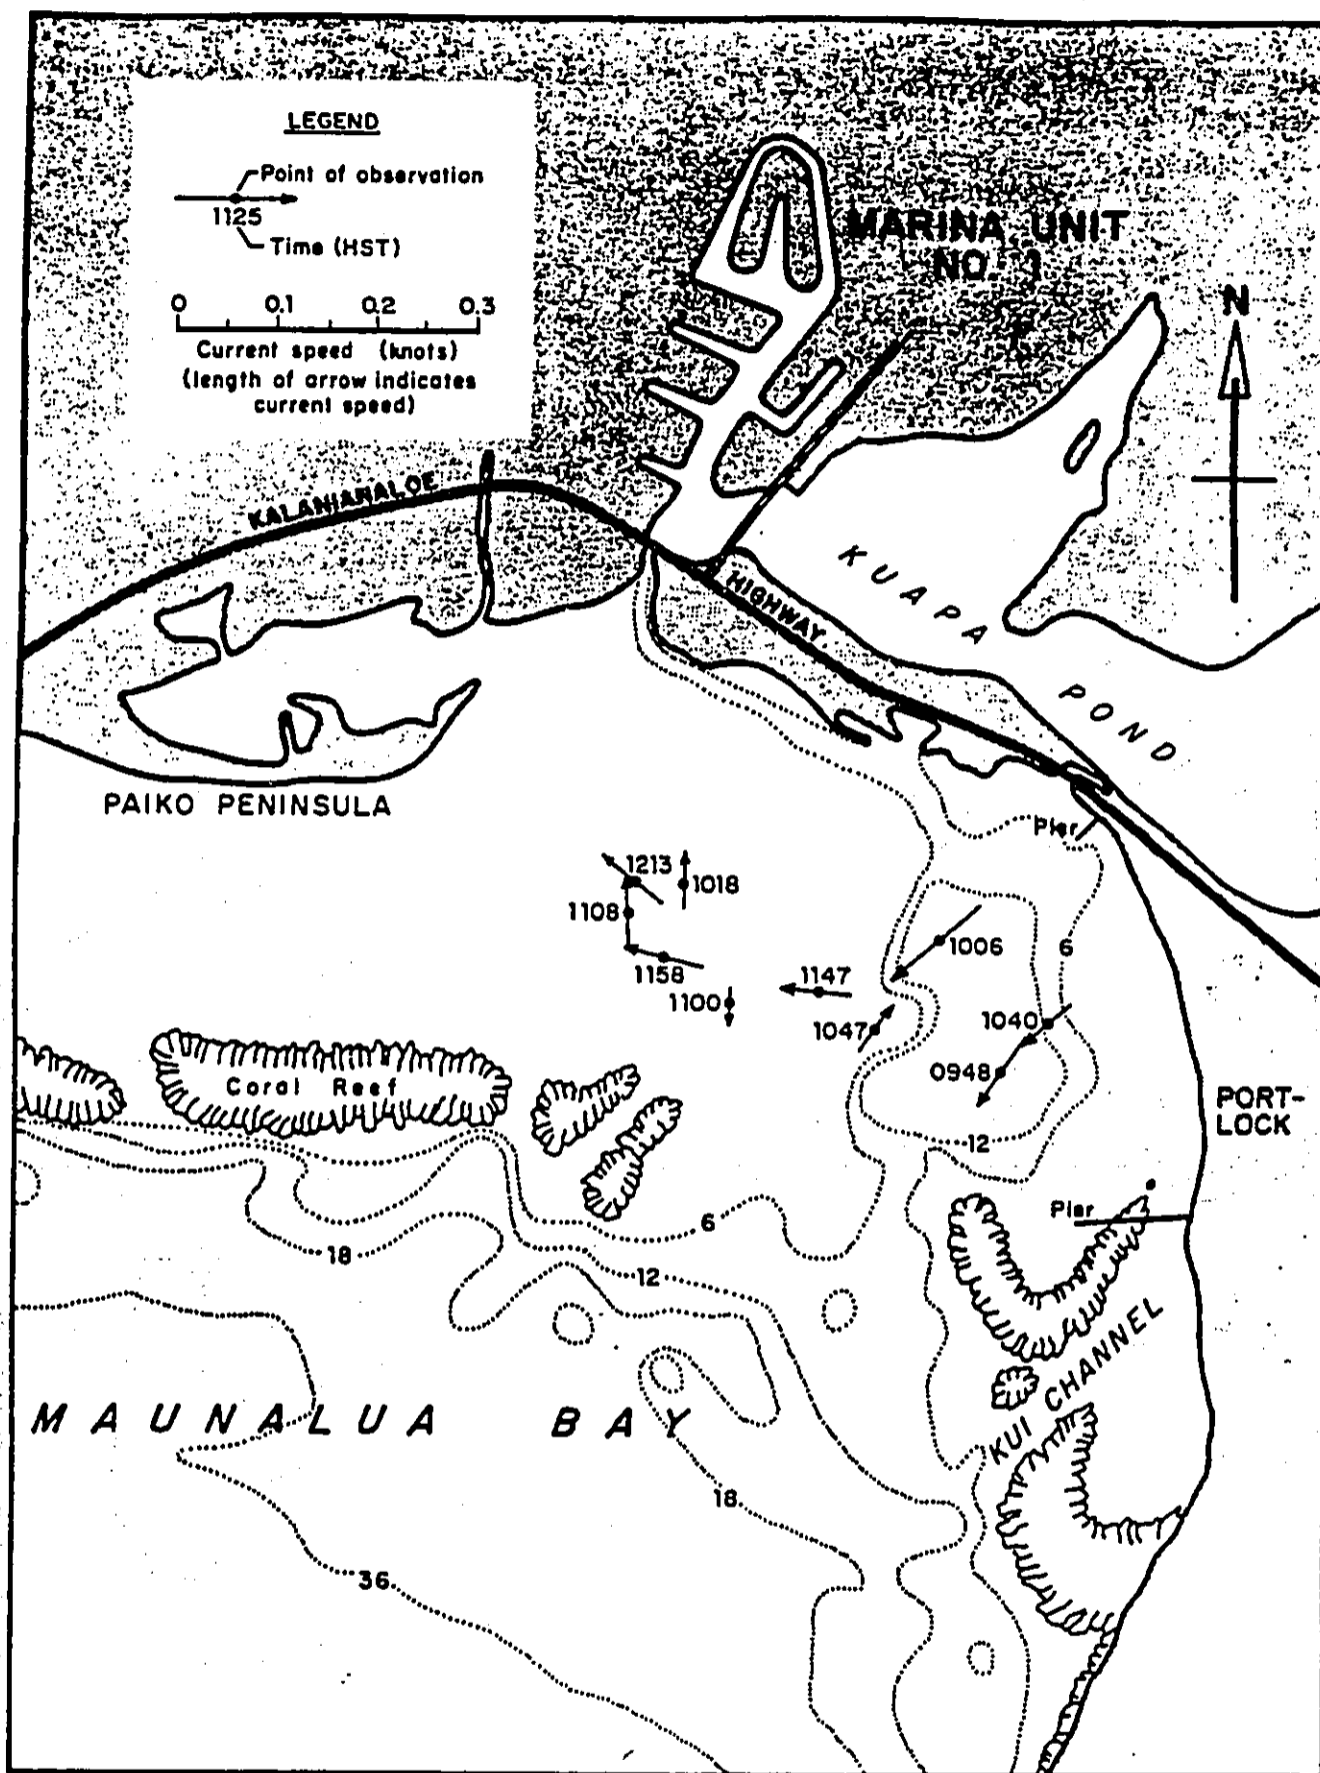 LEGEND
Point of observation
1125
Time (HST)
0 0.1 0.2 0.3
Current speed (knots)
(length of arrow indicates
current speed)
MARINA UNIT
NO. 1
N
KALANIANALOE
HIGHWAY
KUAPA
POND
PAIKO PENINSULA
Pier
1213
1018
1108
1006
6
1158
1147
1100
1047
1040
0948
Coral Reef
PORT-
LOCK
12
Pier
6
18
12
KUI CHANNEL
MAUNALUA BAY
18
36